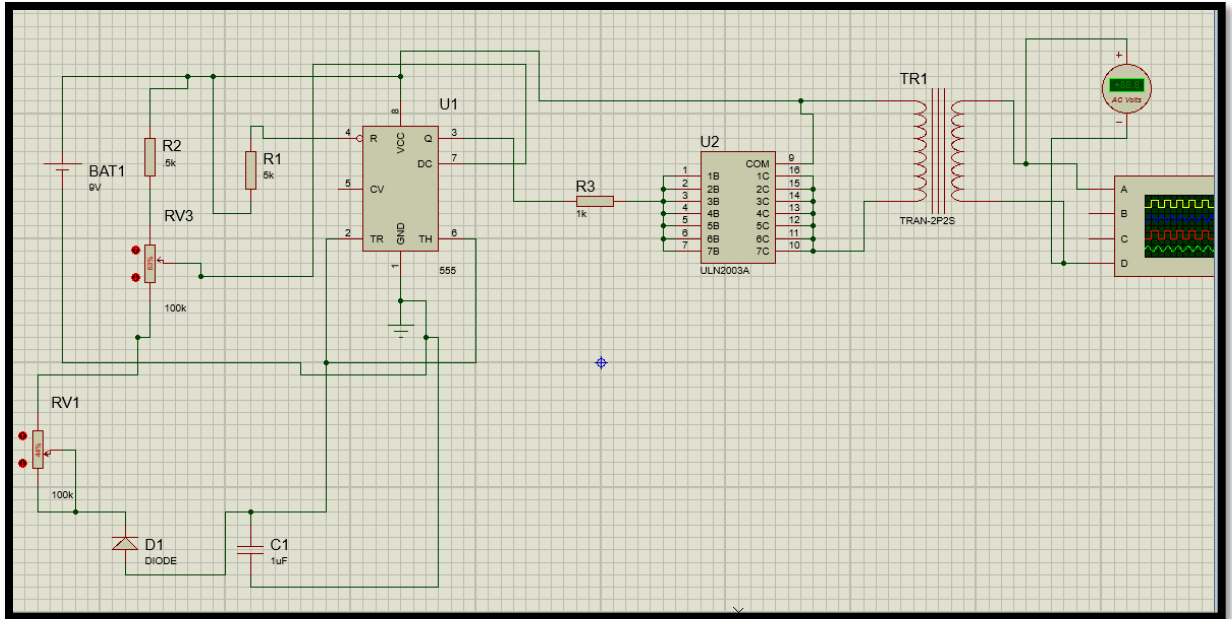 BAT1
9V
R2
.5k
RV3
60%
100k
R1
5k
U1
4 R
VCC
8
Q 3
DC 7
5 CV
2 TR
GND
1
TH 6
555
RV1
44%
100k
D1
DIODE
C1
1uF
R3
1k
U2
COM 9
1 1B 1C 16
2 2B 2C 15
3 3B 3C 14
4 4B 4C 13
5 5B 5C 12
6 6B 6C 11
7 7B 7C 10
ULN2003A
TR1
TRAN-2P2S
+
AC Volts
−
A
B
C
D